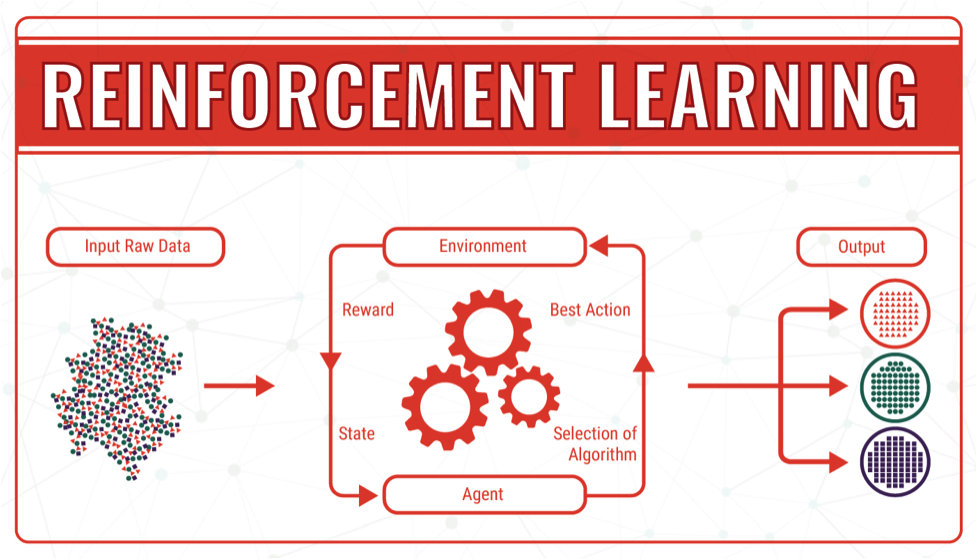 REINFORCEMENT LEARNING
Input Raw Data
Environment
Output
Reward
Best Action
State
Selection of
Algorithm
Agent